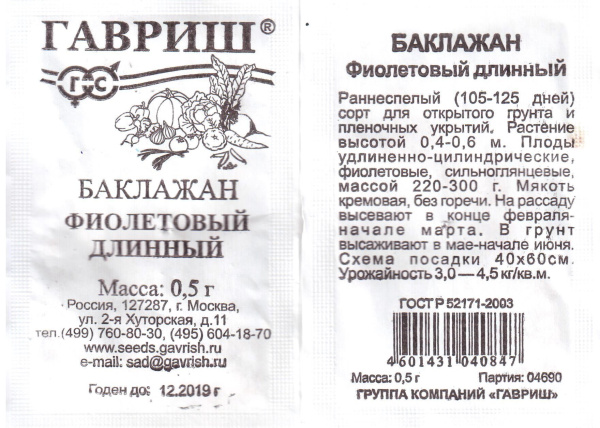 ГАВРИШ®
ГС
БАКЛАЖАН
ФИОЛЕТОВЫЙ
ДЛИННЫЙ
Масса: 0,5 г
Россия, 127287, г. Москва,
ул. 2-я Хуторская, д.11
тел.(499) 760-80-30, (495) 604-18-70
www.seeds.gavrish.ru
e-mail: sad@gavrish.ru
Годен до: 12.2019 г
БАКЛАЖАН
Фиолетовый длинный
Раннеспелый (105-125 дней)
сорт для открытого грунта и
пленочных укрытий. Растение
высотой 0,4-0,6 м. Плоды
удлиненно-цилиндрические,
фиолетовые, сильноглянцевые,
массой 220-300 г. Мякоть
кремовая, без горечи. На рассаду
высевают в конце февраля-
начале марта. В грунт
высаживают в мае-начале июня.
Схема посадки 40х60см.
Урожайность 3,0 — 4,5 кг/кв.м.
ГОСТ Р 52171-2003
4 601431 040847
Масса: 0,5 г Партия: 04690
ГРУППА КОМПАНИЙ «ГАВРИШ»